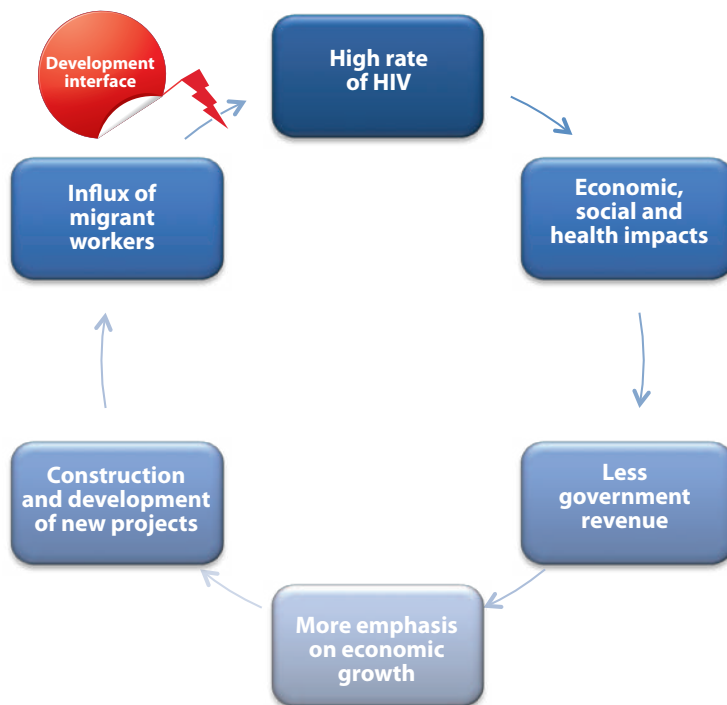 Development
interface
High rate
of HIV
Economic,
social and
health impacts
Less
government
revenue
More emphasis
on economic
growth
Construction
and development
of new projects
Influx of
migrant
workers